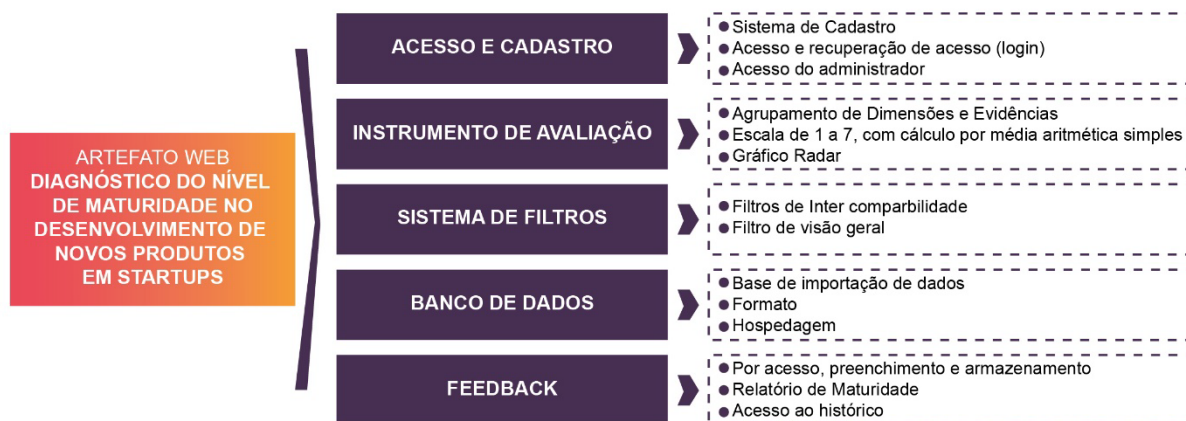 ARTEFATO WEB
DIAGNÓSTICO DO NÍVEL
DE MATURIDADE NO
DESENVOLVIMENTO DE
NOVOS PRODUTOS
EM STARTUPS
ACESSO E CADASTRO
Sistema de Cadastro
Acesso e recuperação de acesso (login)
Acesso do administrador
INSTRUMENTO DE AVALIAÇÃO
Agrupamento de Dimensões e Evidências
Escala de 1 a 7, com cálculo por média aritmética simples
Gráfico Radar
SISTEMA DE FILTROS
Filtros de Inter comparbilidade
Filtro de visão geral
BANCO DE DADOS
Base de importação de dados
Formato
Hospedagem
FEEDBACK
Por acesso, preenchimento e armazenamento
Relatório de Maturidade
Acesso ao histórico